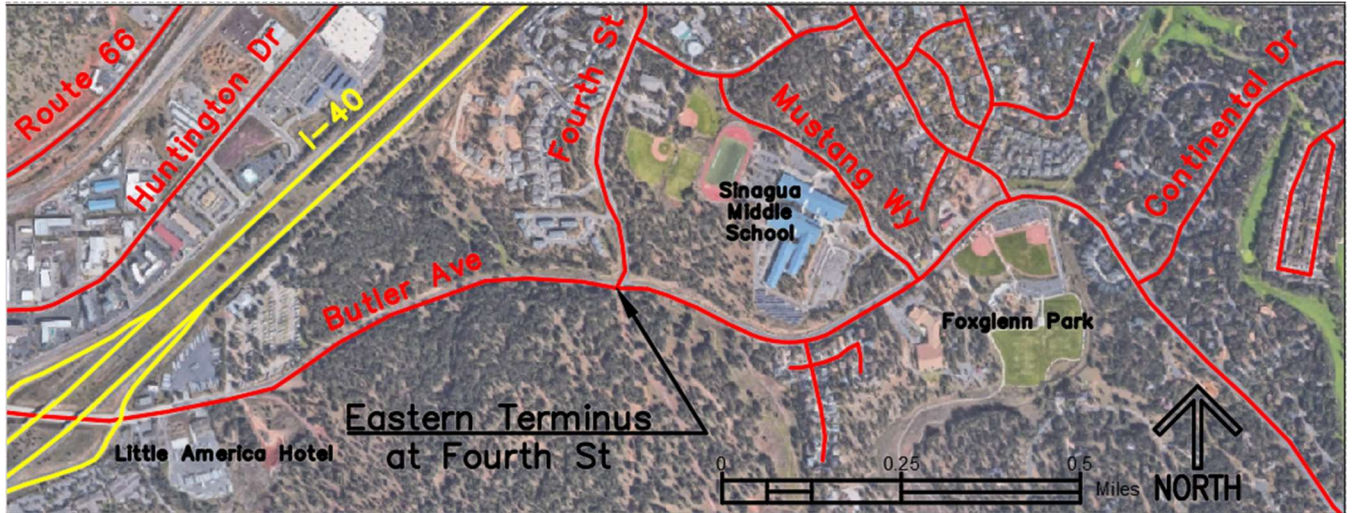 Route 66
Huntington Dr
I-40
Fourth St
Mustang Wy
Continental Dr
Sinagua
Middle
School
Butler Ave
Foxglenn Park
Eastern Terminus
at Fourth St
Little America Hotel
0 0.25 0.5
Miles
NORTH